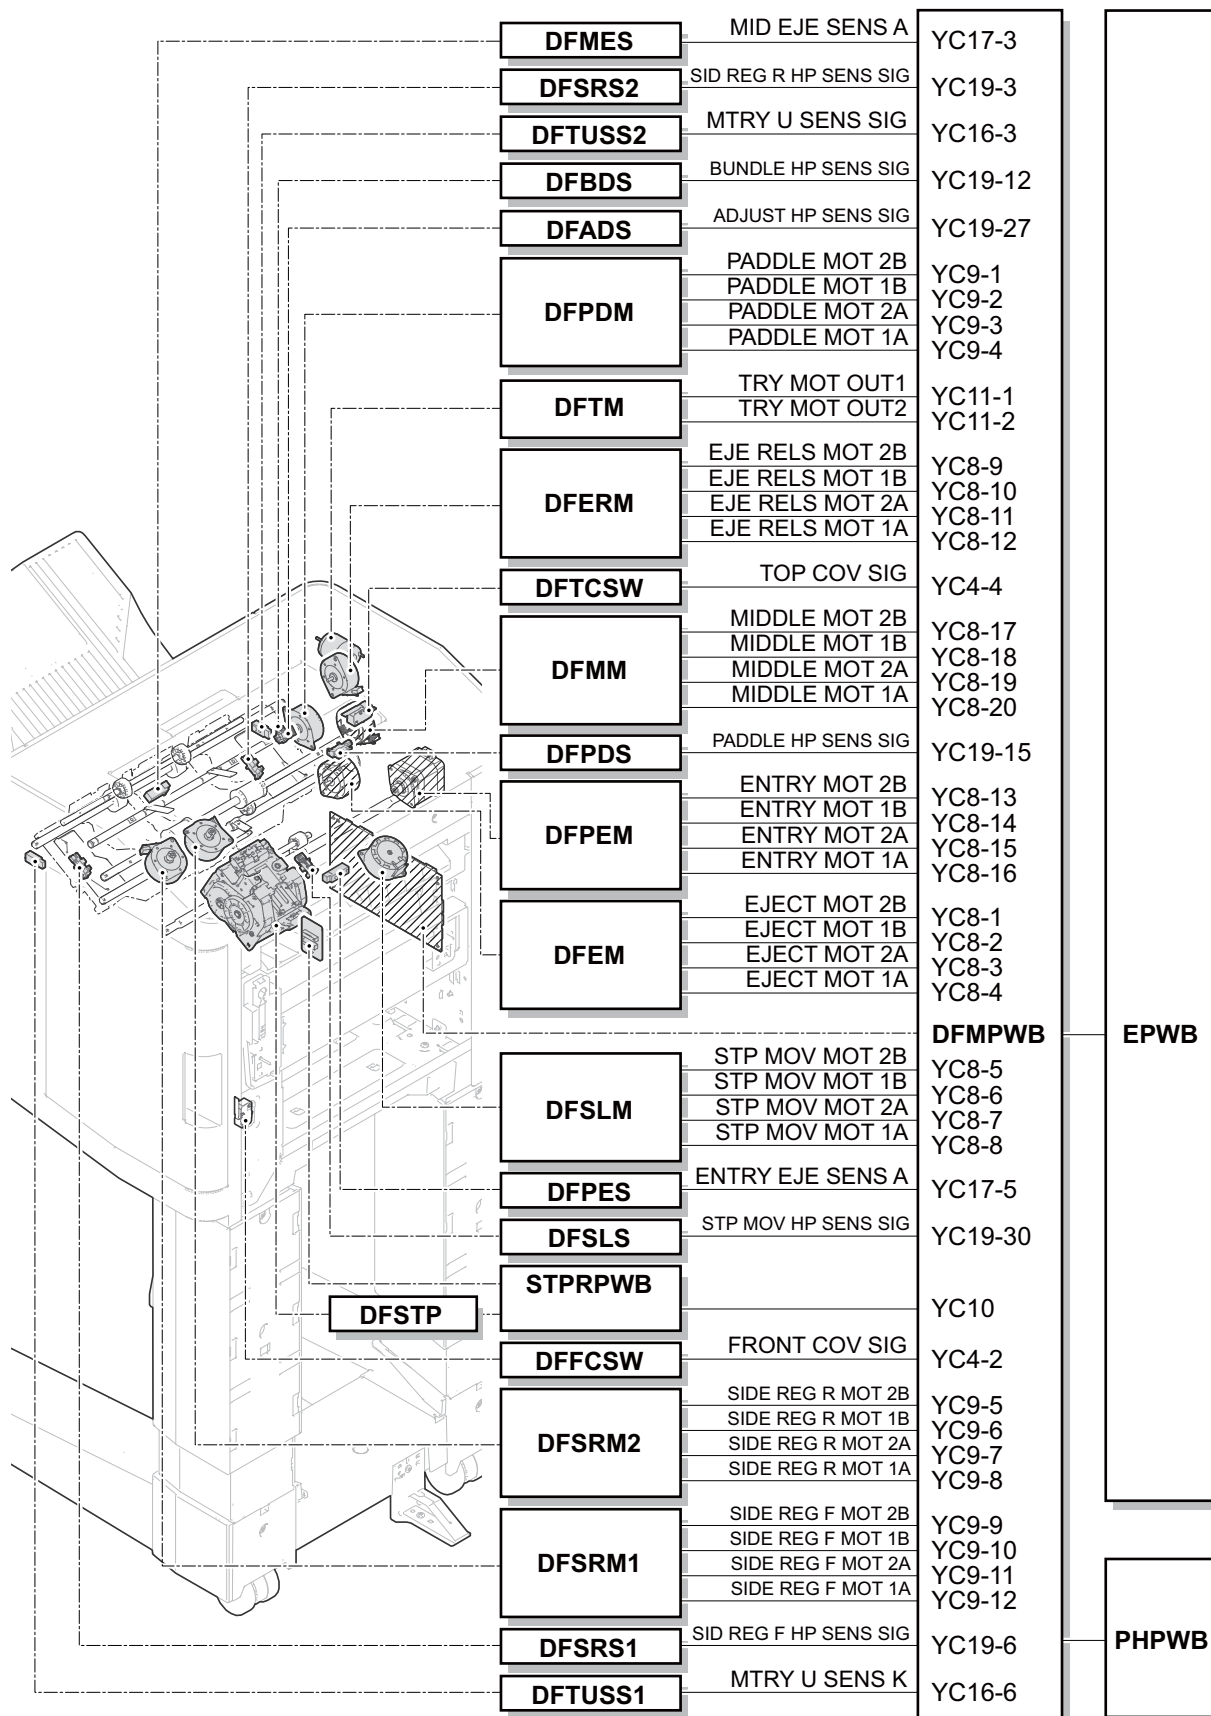 DFMES MID EJE SENS A YC17-3
DFSRS2 SID REG R HP SENS SIG YC19-3
DFTUSS2 MTRY U SENS SIG YC16-3
DFBDS BUNDLE HP SENS SIG YC19-12
DFADS ADJUST HP SENS SIG YC19-27
DFPDM
PADDLE MOT 2B YC9-1
PADDLE MOT 1B YC9-2
PADDLE MOT 2A YC9-3
PADDLE MOT 1A YC9-4
DFTM
TRY MOT OUT1 YC11-1
TRY MOT OUT2 YC11-2
DFERM
EJE RELS MOT 2B YC8-9
EJE RELS MOT 1B YC8-10
EJE RELS MOT 2A YC8-11
EJE RELS MOT 1A YC8-12
DFTCSW TOP COV SIG YC4-4
DFMM
MIDDLE MOT 2B YC8-17
MIDDLE MOT 1B YC8-18
MIDDLE MOT 2A YC8-19
MIDDLE MOT 1A YC8-20
DFPDS PADDLE HP SENS SIG YC19-15
DFPEM
ENTRY MOT 2B YC8-13
ENTRY MOT 1B YC8-14
ENTRY MOT 2A YC8-15
ENTRY MOT 1A YC8-16
DFEM
EJECT MOT 2B YC8-1
EJECT MOT 1B YC8-2
EJECT MOT 2A YC8-3
EJECT MOT 1A YC8-4
DFMPWB EPWB
DFSLM
STP MOV MOT 2B YC8-5
STP MOV MOT 1B YC8-6
STP MOV MOT 2A YC8-7
STP MOV MOT 1A YC8-8
DFPES ENTRY EJE SENS A YC17-5
DFSLS STP MOV HP SENS SIG YC19-30
STPRPWB
DFSTP YC10
DFFCSW FRONT COV SIG YC4-2
DFSRM2
SIDE REG R MOT 2B YC9-5
SIDE REG R MOT 1B YC9-6
SIDE REG R MOT 2A YC9-7
SIDE REG R MOT 1A YC9-8
DFSRM1
SIDE REG F MOT 2B YC9-9
SIDE REG F MOT 1B YC9-10
SIDE REG F MOT 2A YC9-11
SIDE REG F MOT 1A YC9-12
DFSRS1 SID REG F HP SENS SIG YC19-6 PHPWB
DFTUSS1 MTRY U SENS K YC16-6